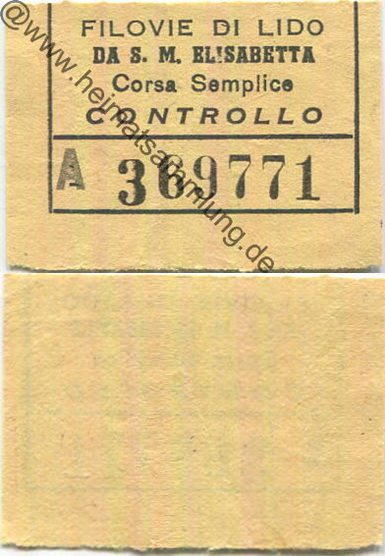 FILOVIE DI LIDO
DA S. M. ELISABETTA
Corsa Semplice
CONTROLLO
A 369771
@www.heimatsammlung.de